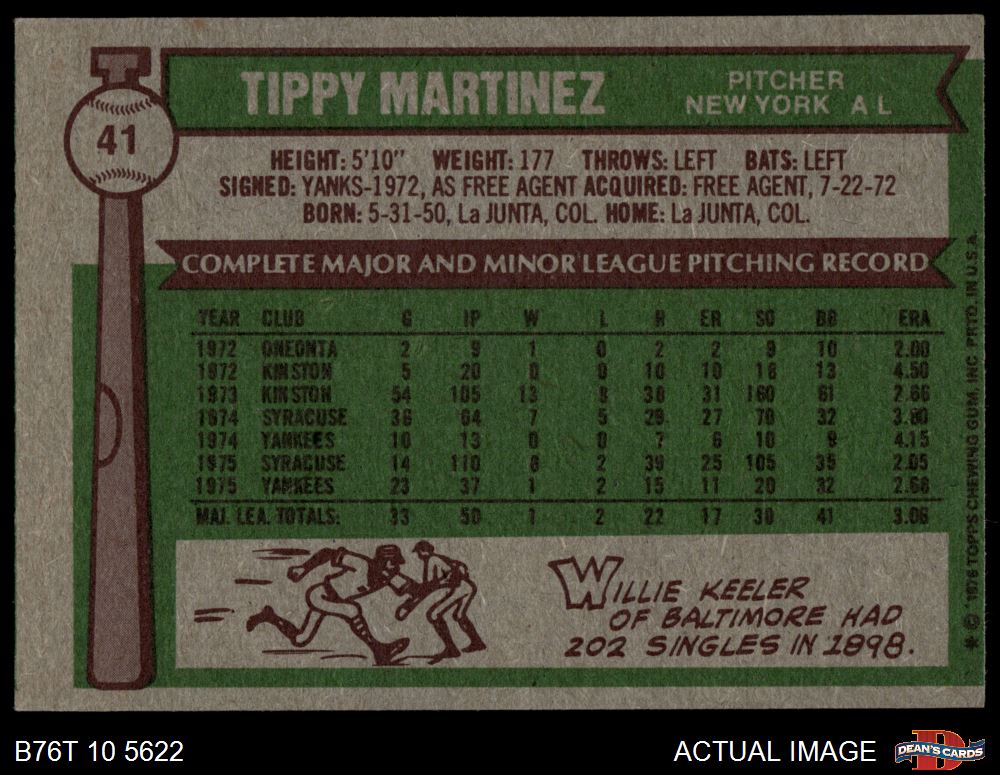 41
TIPPY MARTINEZ
PITCHER
NEW YORK A L
HEIGHT: 5'10" WEIGHT: 177 THROWS: LEFT BATS: LEFT
SIGNED: YANKS-1972, AS FREE AGENT ACQUIRED: FREE AGENT, 7-22-72
BORN: 5-31-50, La JUNTA, COL. HOME: La JUNTA, COL.
COMPLETE MAJOR AND MINOR LEAGUE PITCHING RECORD
YEAR CLUB G IP W L H ER SO BB ERA
1972 ONEONTA 2 9 1 0 2 2 9 10 2.00
1972 KINSTON 5 20 0 0 10 10 18 13 4.50
1973 KINSTON 54 105 13 8 38 31 160 61 2.66
1974 SYRACUSE 36 64 7 5 29 27 70 32 3.80
1974 YANKEES 10 13 0 0 7 6 10 9 4.15
1975 SYRACUSE 14 110 8 2 39 25 105 35 2.05
1975 YANKEES 23 37 1 2 15 11 20 32 2.68
MAJ. LEA. TOTALS: 33 50 1 2 22 17 30 41 3.06
WILLIE KEELER
OF BALTIMORE HAD
202 SINGLES IN 1898.
* © 1976 TOPPS CHEWING GUM, INC. PRTD. IN U.S.A.
B76T 10 5622
ACTUAL IMAGE
D
DEAN'S CARDS